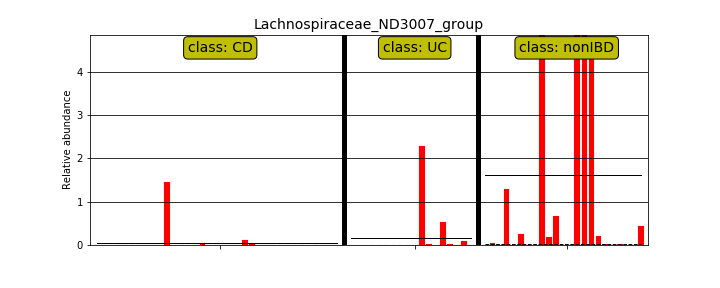 Lachnospiraceae_ND3007_group
class: CD
class: UC
class: nonIBD
Relative abundance
4
3
2
1
0